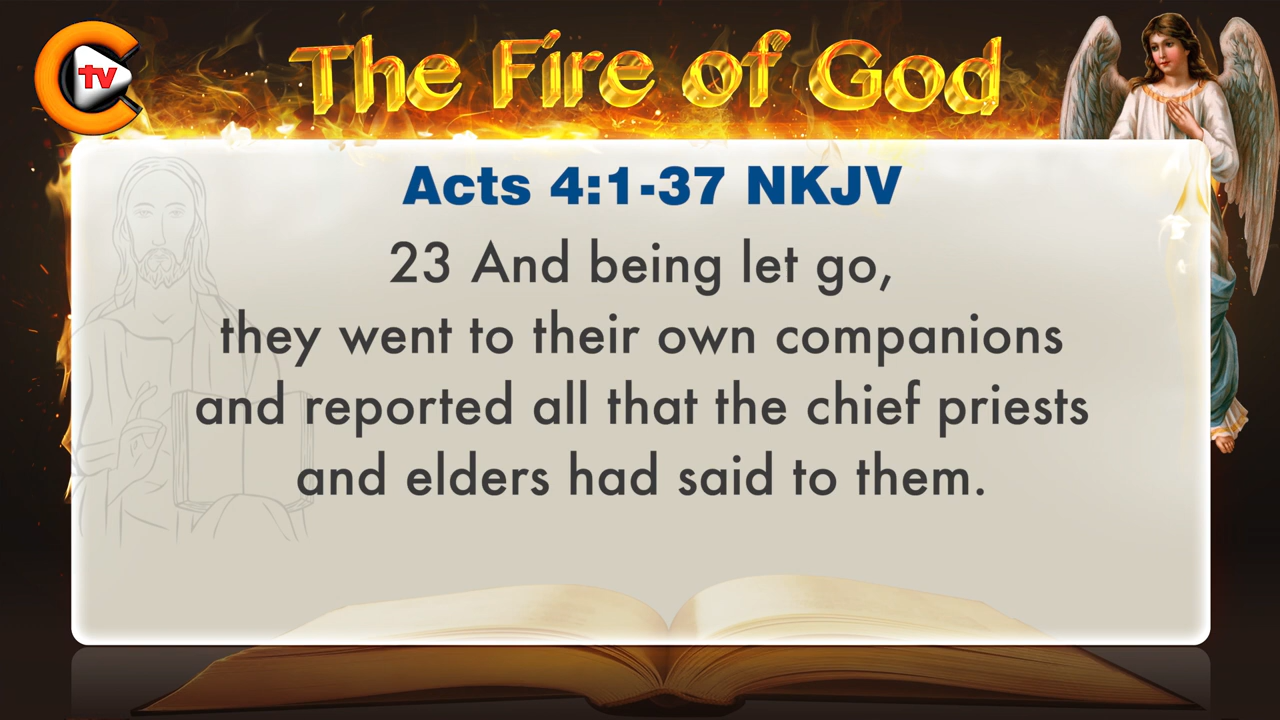 tv
The Fire of God
Acts 4:1-37 NKJV
23 And being let go,
they went to their own companions
and reported all that the chief priests
and elders had said to them.